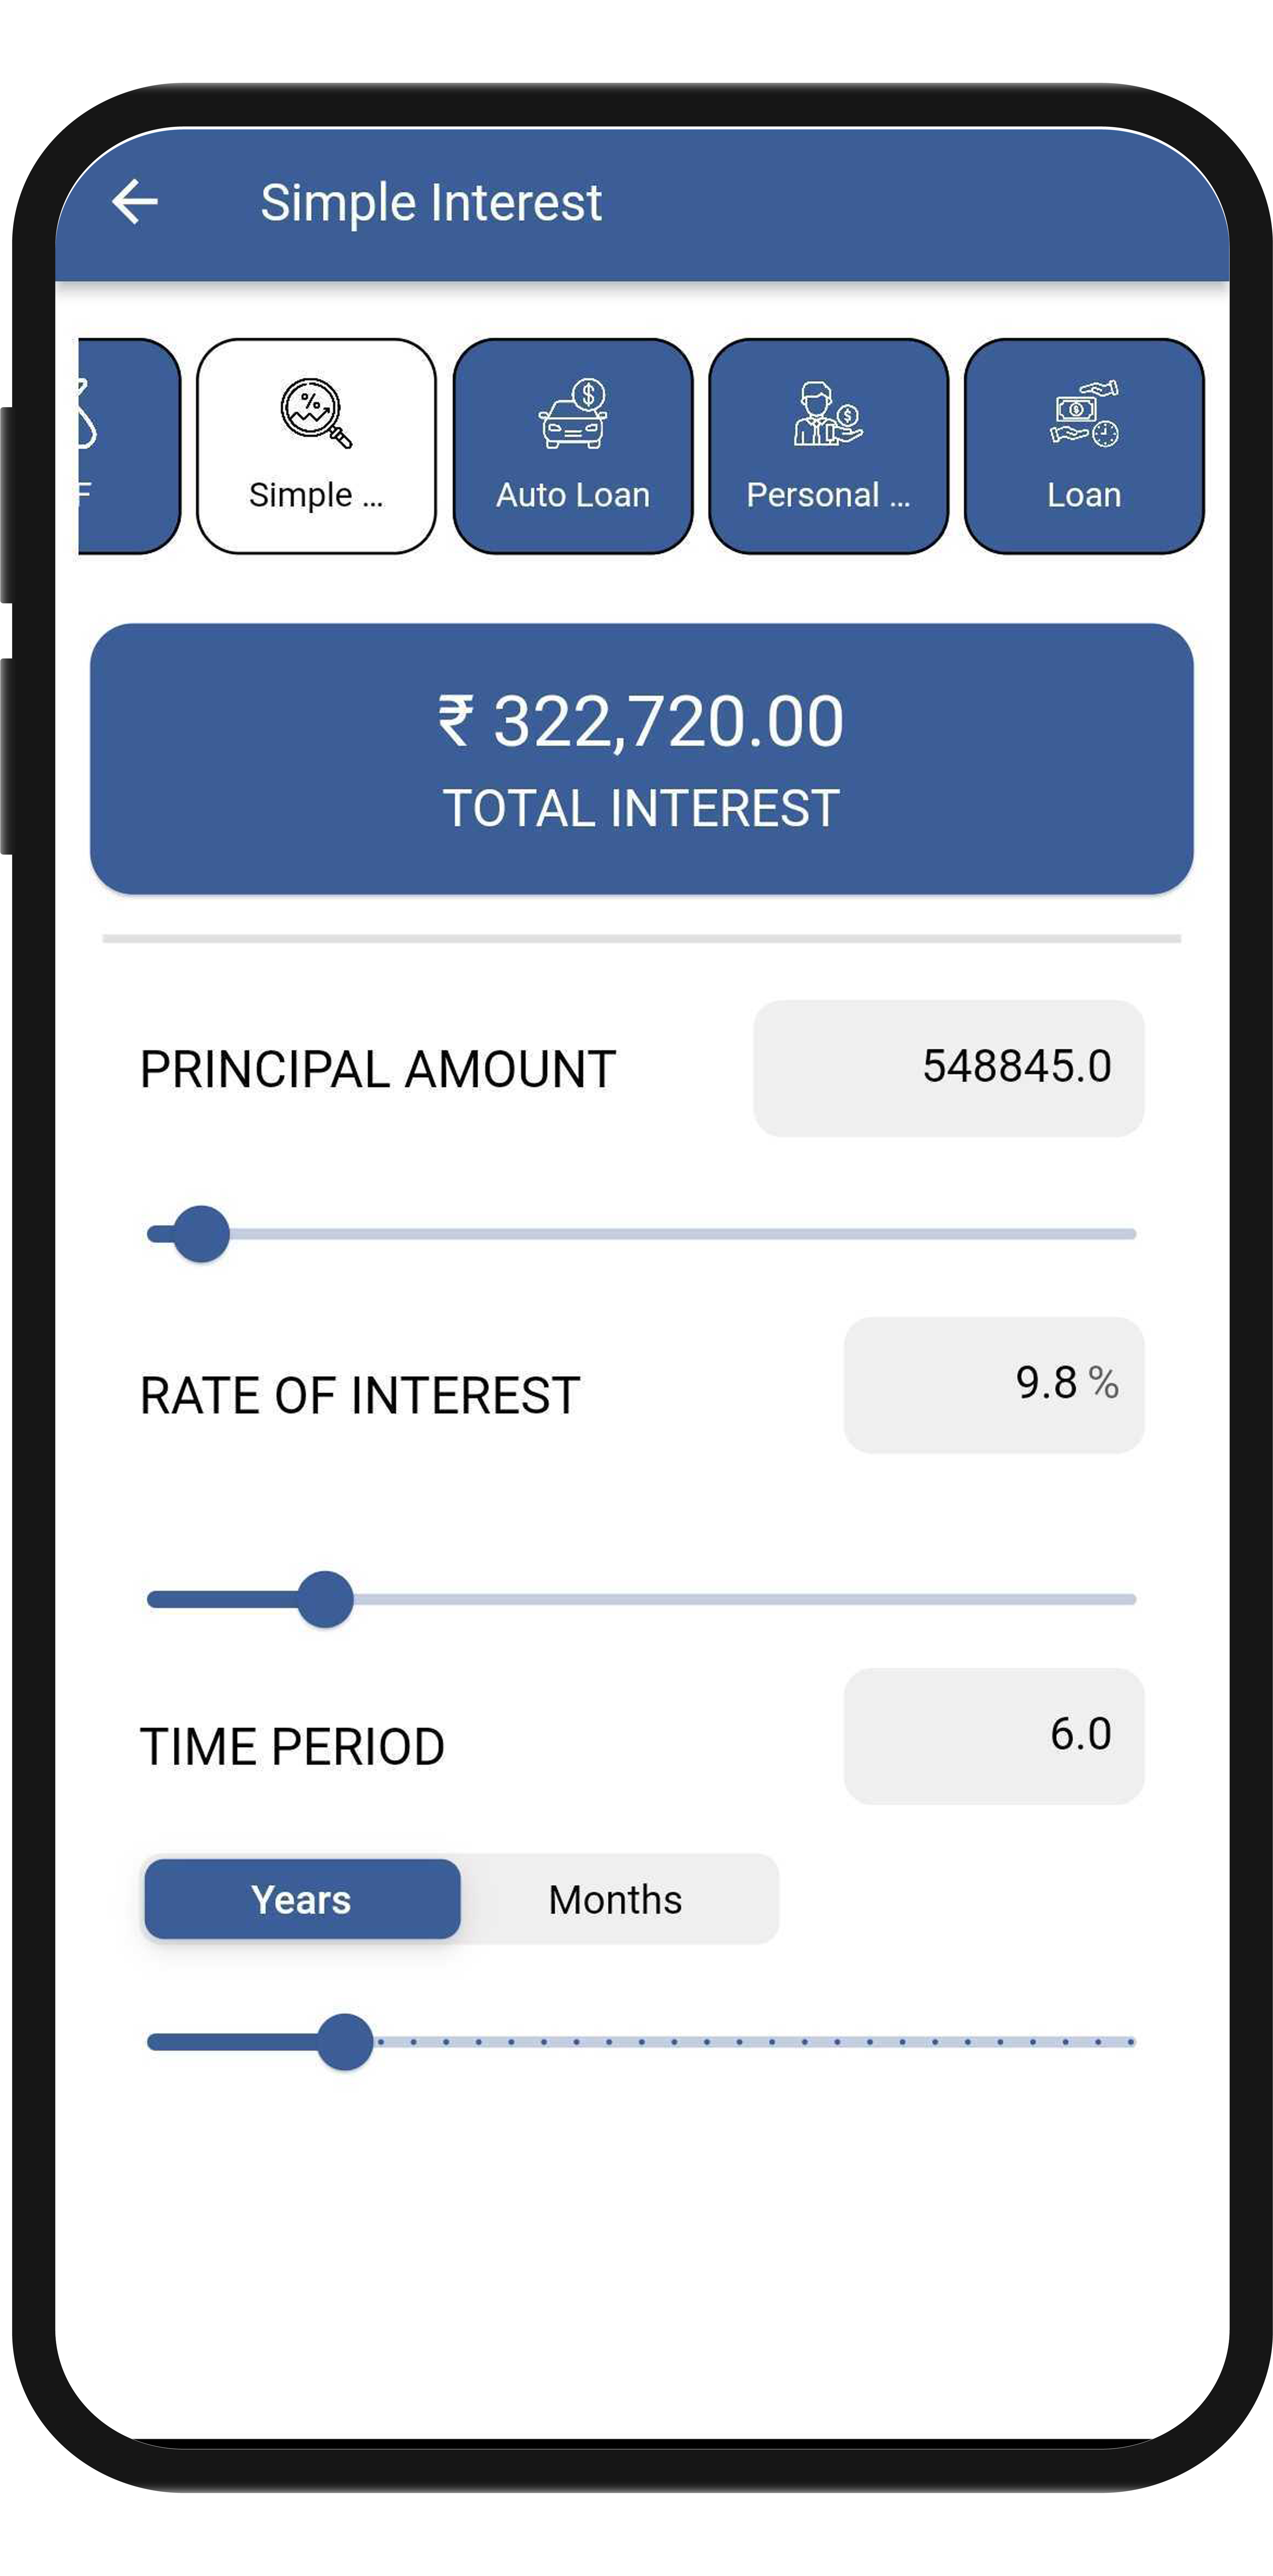 Simple Interest
F
Simple ...
Auto Loan
Personal ...
Loan
₹ 322,720.00
TOTAL INTEREST
PRINCIPAL AMOUNT
548845.0
RATE OF INTEREST
9.8 %
TIME PERIOD
6.0
Years
Months